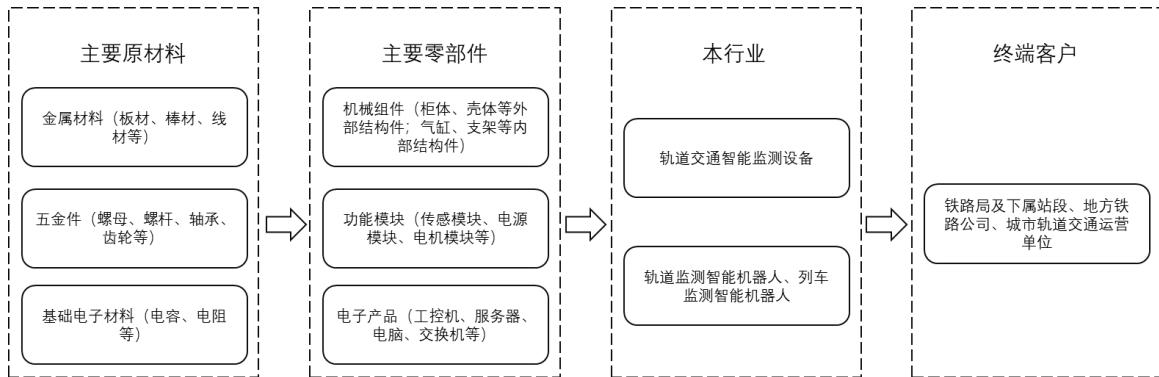 主要原材料
金属材料（板材、棒材、线
材等）
五金件（螺母、螺杆、轴承、
齿轮等）
基础电子材料（电容、电阻
等）
主要零部件
机械组件（柜体、壳体等外
部结构件；气缸、支架等内
部结构件）
功能模块（传感模块、电源
模块、电机模块等）
电子产品（工控机、服务器、
电脑、交换机等）
本行业
轨道交通智能监测设备
轨道监测智能机器人、列车
监测智能机器人
终端客户
铁路局及下属站段、地方铁
路公司、城市轨道交通运营
单位